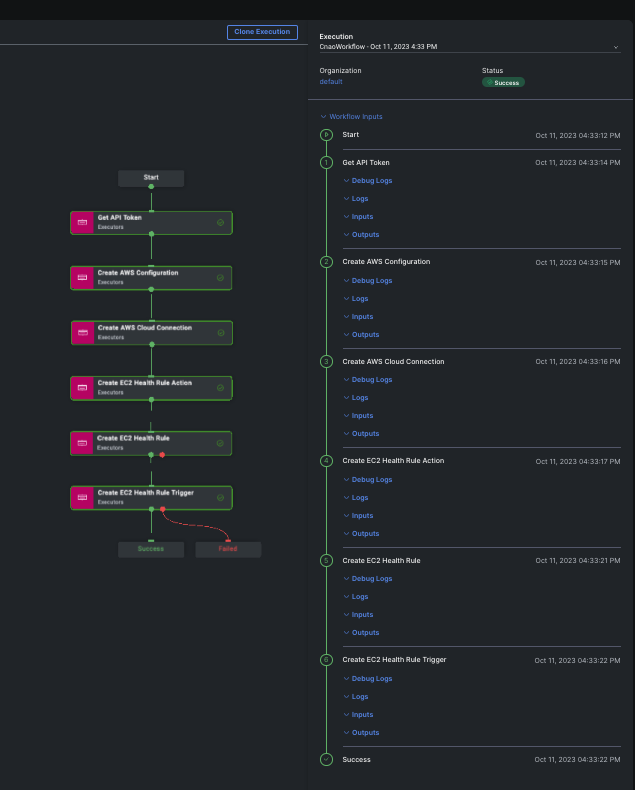 Clone Execution
Start
Get API Token
Executors
Create AWS Configuration
Executors
Create AWS Cloud Connection
Executors
Create EC2 Health Rule Action
Executors
Create EC2 Health Rule
Executors
Create EC2 Health Rule Trigger
Executors
Success
Failed
Execution
CnaoWorkflow - Oct 11, 2023 4:33 PM
Organization
Status
default
Success
Workflow Inputs
Start Oct 11, 2023 04:33:12 PM
1 Get API Token Oct 11, 2023 04:33:14 PM
Debug Logs
Logs
Inputs
Outputs
2 Create AWS Configuration Oct 11, 2023 04:33:15 PM
Debug Logs
Logs
Inputs
Outputs
3 Create AWS Cloud Connection Oct 11, 2023 04:33:16 PM
Debug Logs
Logs
Inputs
Outputs
4 Create EC2 Health Rule Action Oct 11, 2023 04:33:17 PM
Debug Logs
Logs
Inputs
Outputs
5 Create EC2 Health Rule Oct 11, 2023 04:33:21 PM
Debug Logs
Logs
Inputs
Outputs
6 Create EC2 Health Rule Trigger Oct 11, 2023 04:33:22 PM
Debug Logs
Logs
Inputs
Outputs
Success Oct 11, 2023 04:33:22 PM